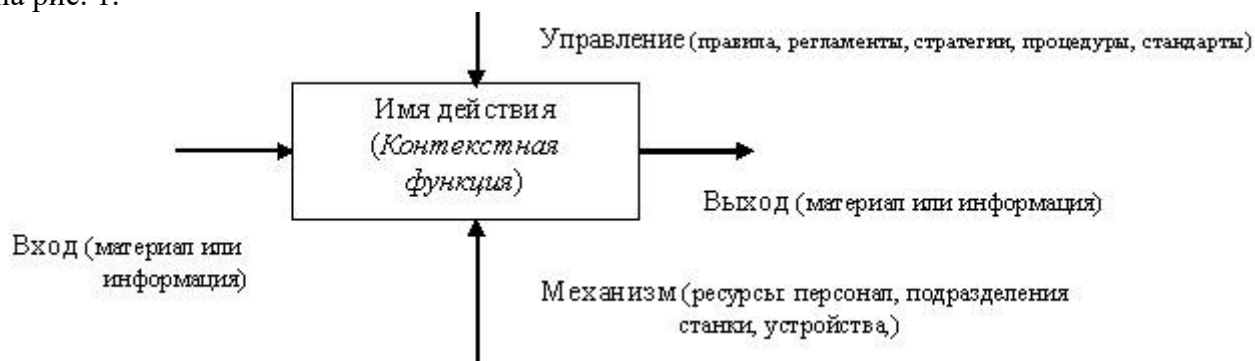 на рис. 1.
Управление (правила, регламенты, стратегии, процедуры, стандарты)
Имя действия
(Контекстная
функция)
Выход (материал или информация)
Вход (материал или
информация)
Механизм (ресурсы: персонал, подразделения
станки, устройства,)